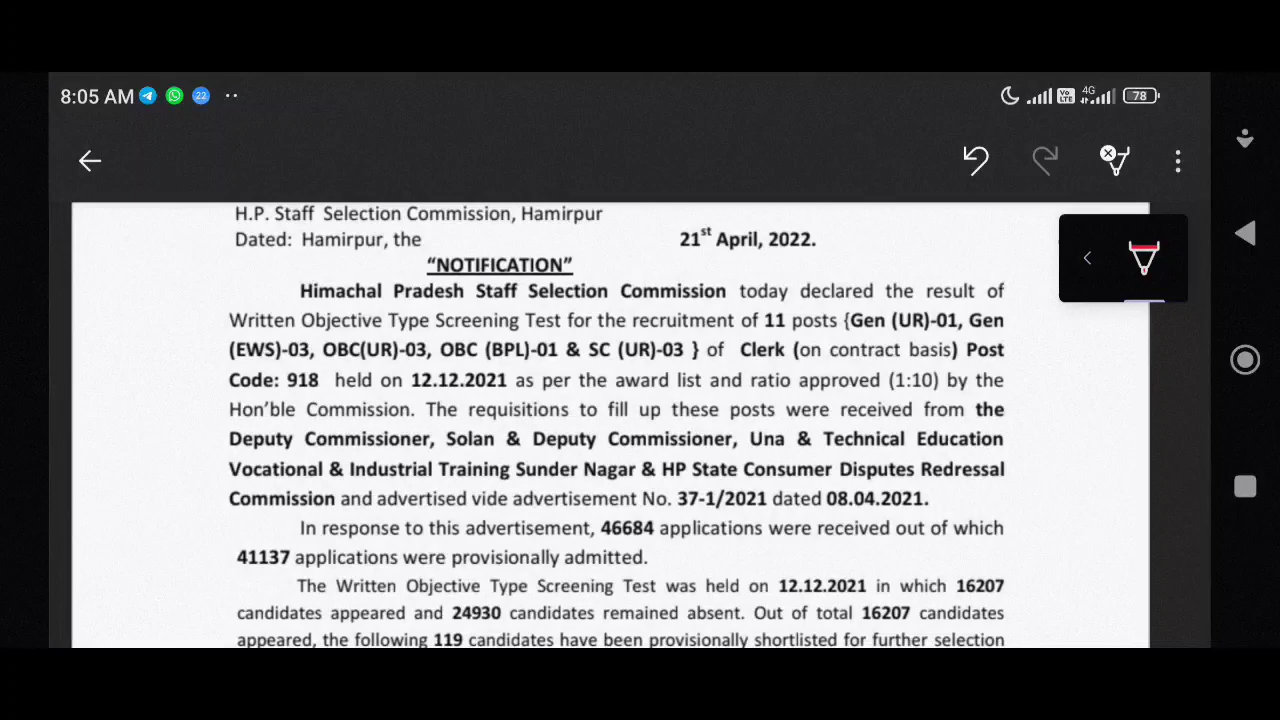 8:05 AM 22 ·· Vo LTE 4G 78
H.P. Staff Selection Commission, Hamirpur
Dated: Hamirpur, the 21st April, 2022.
“NOTIFICATION”
Himachal Pradesh Staff Selection Commission today declared the result of
Written Objective Type Screening Test for the recruitment of 11 posts {Gen (UR)-01, Gen
(EWS)-03, OBC(UR)-03, OBC (BPL)-01 & SC (UR)-03 } of Clerk (on contract basis) Post
Code: 918 held on 12.12.2021 as per the award list and ratio approved (1:10) by the
Hon’ble Commission. The requisitions to fill up these posts were received from the
Deputy Commissioner, Solan & Deputy Commissioner, Una & Technical Education
Vocational & Industrial Training Sunder Nagar & HP State Consumer Disputes Redressal
Commission and advertised vide advertisement No. 37-1/2021 dated 08.04.2021.
In response to this advertisement, 46684 applications were received out of which
41137 applications were provisionally admitted.
The Written Objective Type Screening Test was held on 12.12.2021 in which 16207
candidates appeared and 24930 candidates remained absent. Out of total 16207 candidates
appeared, the following 119 candidates have been provisionally shortlisted for further selection